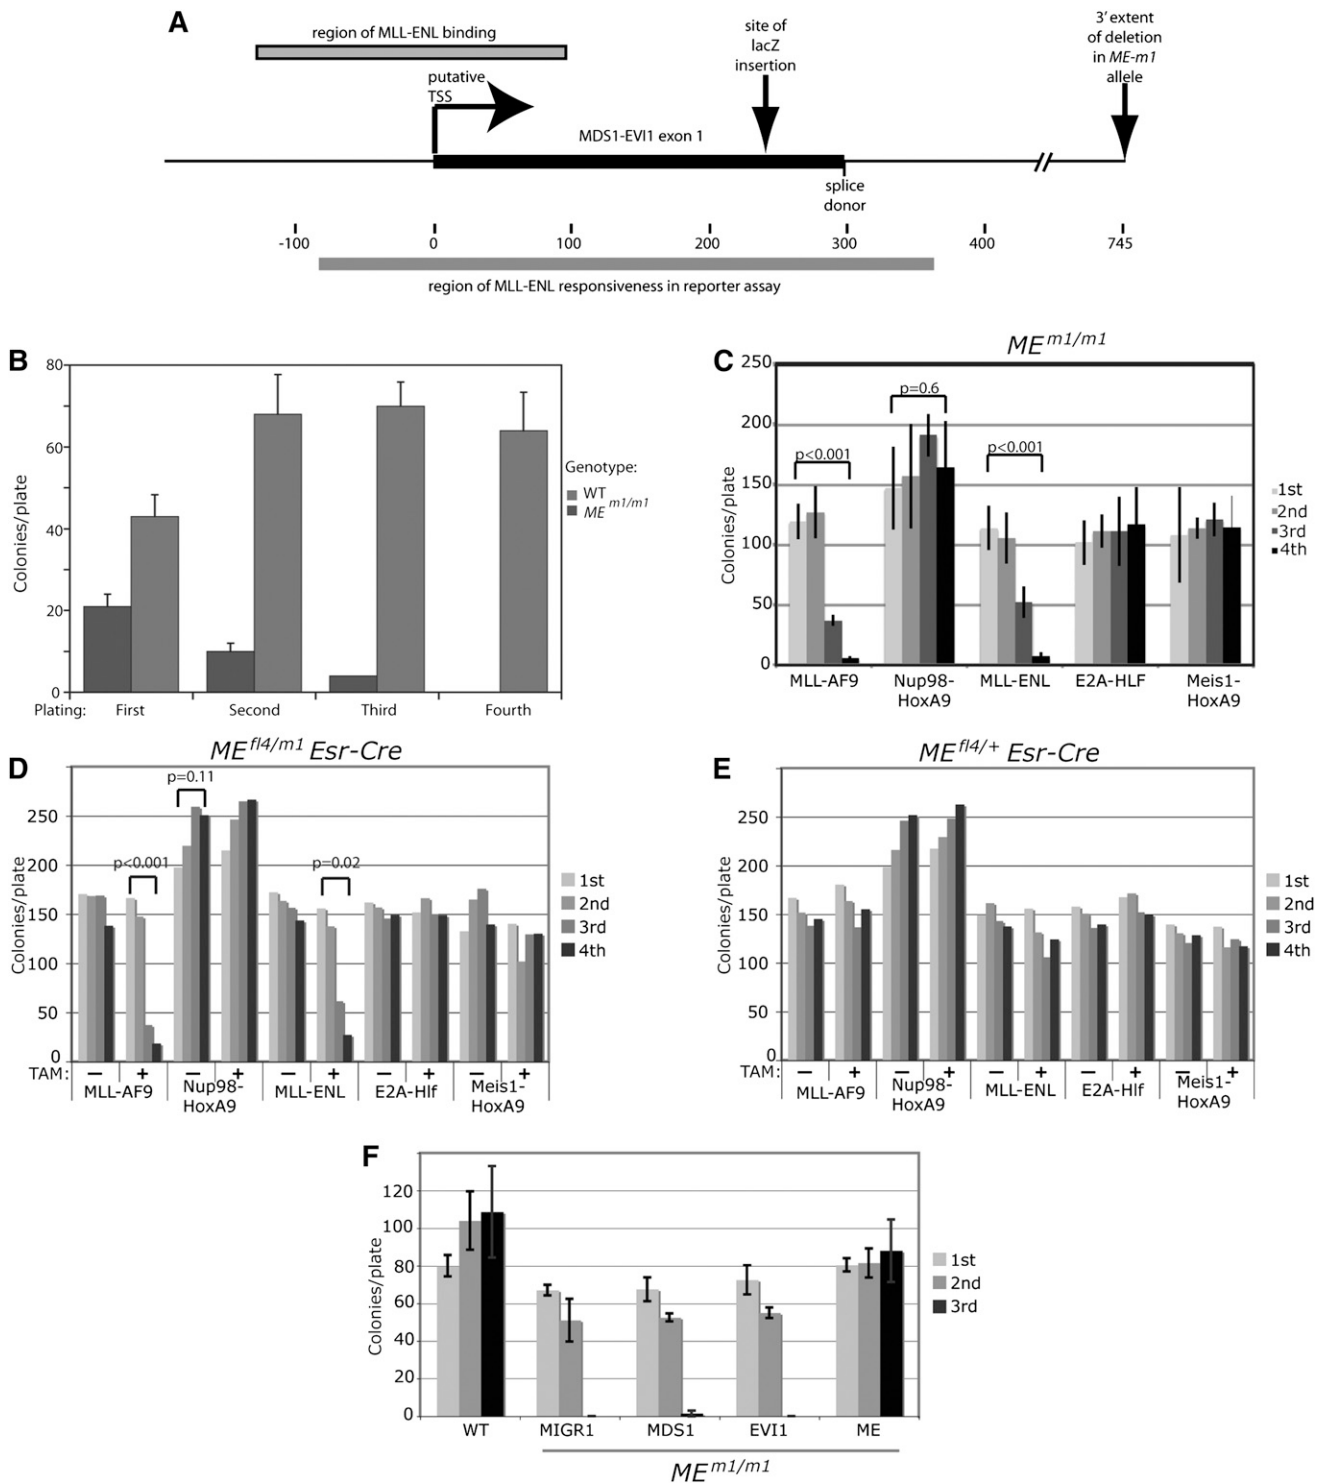 A
region of MLL-ENL binding
putative
TSS
MDS1-EVI1 exon 1
site of
lacZ
insertion
3’ extent
of deletion
in ME-m1
allele
splice
donor
-100 0 100 200 300 400 745
region of MLL-ENL responsiveness in reporter assay
B
80
60
40
20
0
Colonies/plate
Plating: First Second Third Fourth
Genotype:
WT
ME m1/m1
C
ME m1/m1
250
200
150
100
50
0
Colonies/plate
p<0.001
p=0.6
p<0.001
MLL-AF9
Nup98-
HoxA9
MLL-ENL
E2A-HLF
Meis1-
HoxA9
1st
2nd
3rd
4th
D
ME fl4/m1 Esr-Cre
250
200
150
100
50
0
Colonies/plate
p<0.001
p=0.11
p=0.02
TAM: − + − + − + − + − +
MLL-AF9
Nup98-
HoxA9
MLL-ENL
E2A-Hlf
Meis1-
HoxA9
1st
2nd
3rd
4th
E
ME fl4/+ Esr-Cre
250
200
150
100
50
0
Colonies/plate
TAM: − + − + − + − + − +
MLL-AF9
Nup98-
HoxA9
MLL-ENL
E2A-Hlf
Meis1-
HoxA9
1st
2nd
3rd
4th
F
120
100
80
60
40
20
0
Colonies/plate
WT MIGR1 MDS1 EVI1 ME
ME m1/m1
1st
2nd
3rd